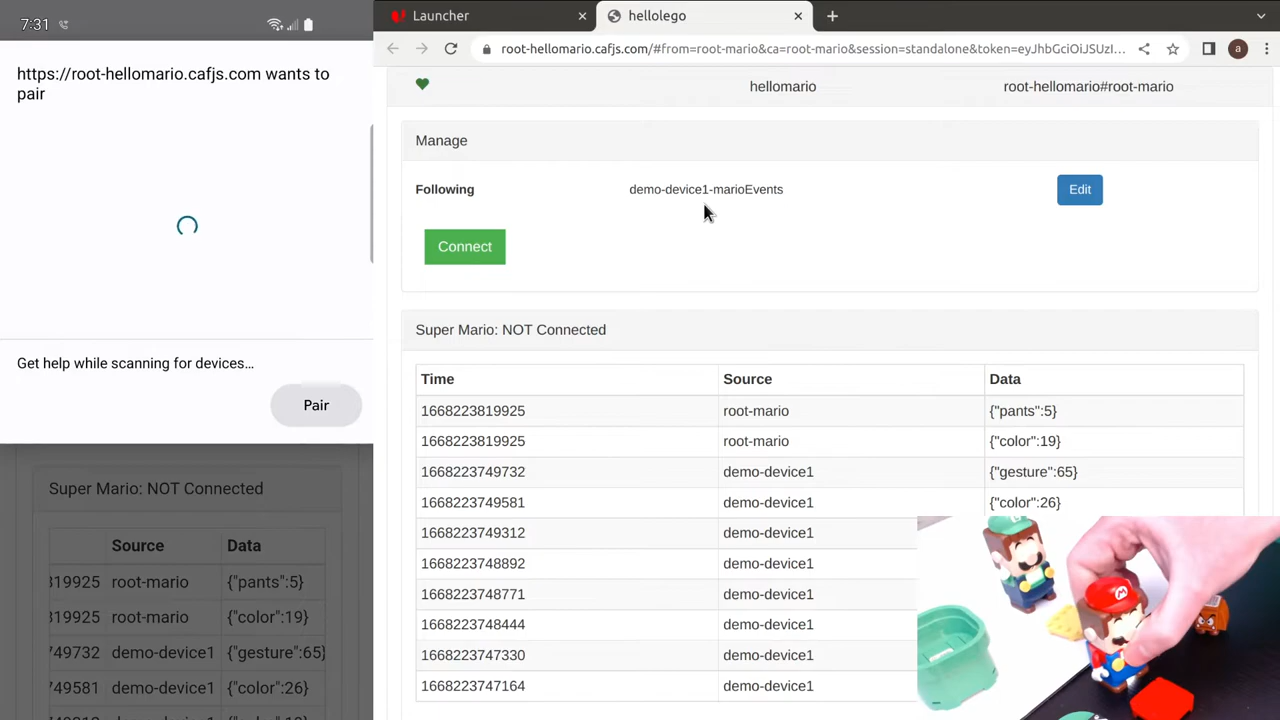 7:31
https://root-hellomario.cafjs.com wants to
pair
Get help while scanning for devices…
Pair
Super Mario: NOT Connected
Source Data
319925 root-mario {"pants":5}
319925 root-mario {"color":19}
749732 demo-device1 {"gesture":65}
749581 demo-device1 {"color":26}
Launcher
hellolego
root-hellomario.cafjs.com/#from=root-mario&ca=root-mario&session=standalone&token=eyJhbGciOiJSUzI…
a
hellomario root-hellomario#root-mario
Manage
Following demo-device1-marioEvents Edit
Connect
Super Mario: NOT Connected
Time Source Data
1668223819925 root-mario {"pants":5}
1668223819925 root-mario {"color":19}
1668223749732 demo-device1 {"gesture":65}
1668223749581 demo-device1 {"color":26}
1668223749312 demo-device1
1668223748892 demo-device1
1668223748771 demo-device1
1668223748444 demo-device1
1668223747330 demo-device1
1668223747164 demo-device1
M